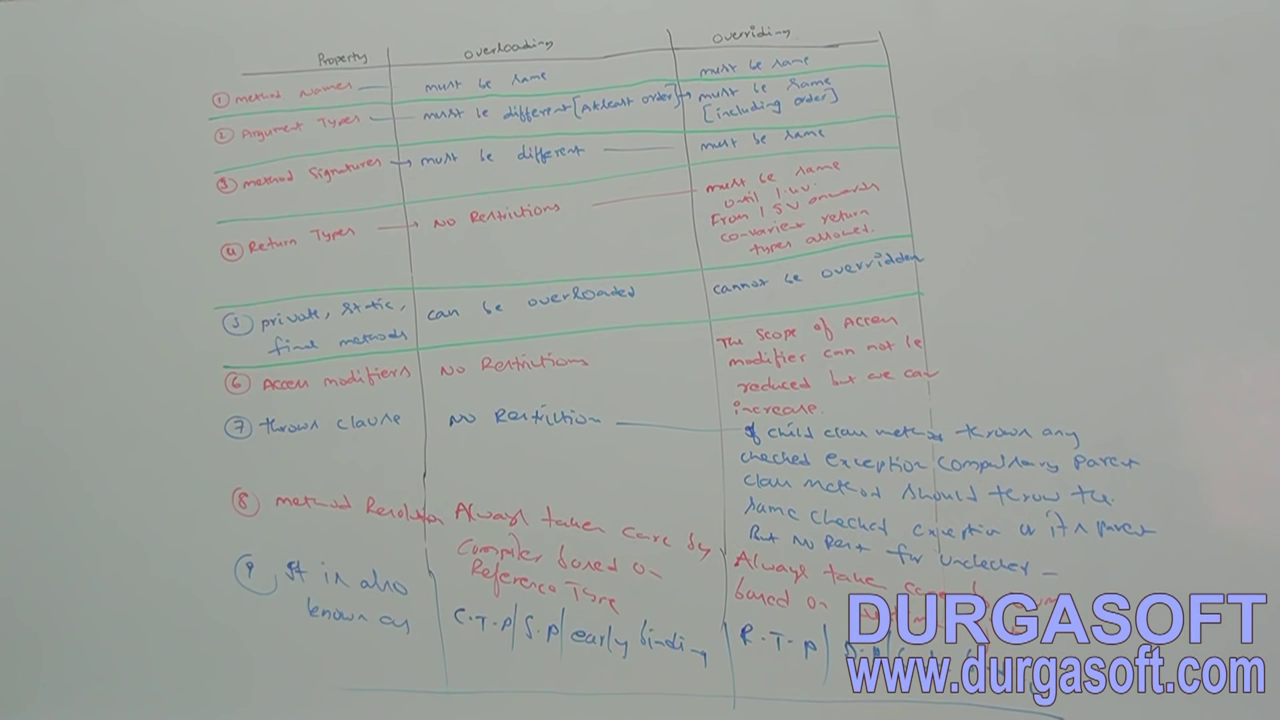 Property overloading overriding
① method Names must be same must be same
② Argument Types must be different [Atleast order] must be same
[including order]
③ method signatures must be different must be same
④ Return Types No Restrictions must be same
until 1.4v.
From 1.5v onwards
co-varient return
types allowed.
⑤ private, static, can be overloaded cannot be overridden
final methods
⑥ Access modifiers No Restrictions The scope of Access
modifier can not be
reduced but we can
increase.
⑦ throws clause No Restriction If child class method throws any
checked exception compulsory parent
class method should throw the
same checked exception or its parent
But no Rest for unchecked
⑧ method Resolution Always taken care by
Compiler based on
Reference Type
Always take care
based on
⑨ It is also
known as
C.T.P/S.P/early binding R.T.P/
DURGASOFT
www.durgasoft.com